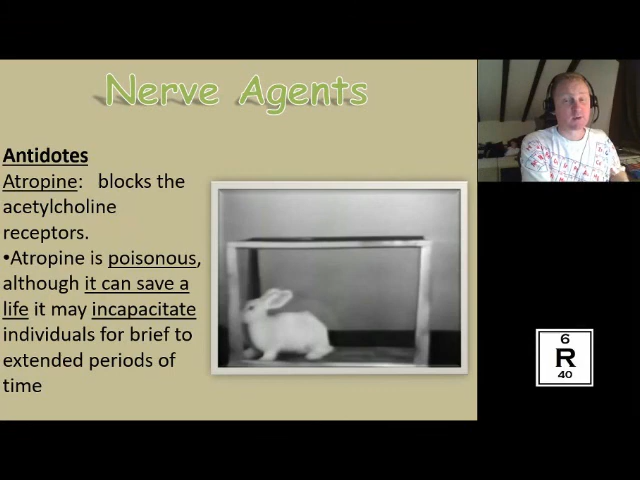 Nerve Agents
Antidotes
Atropine: blocks the
acetylcholine
receptors.
•Atropine is poisonous,
although it can save a
life it may incapacitate
individuals for brief to
extended periods of
time
6
R
40